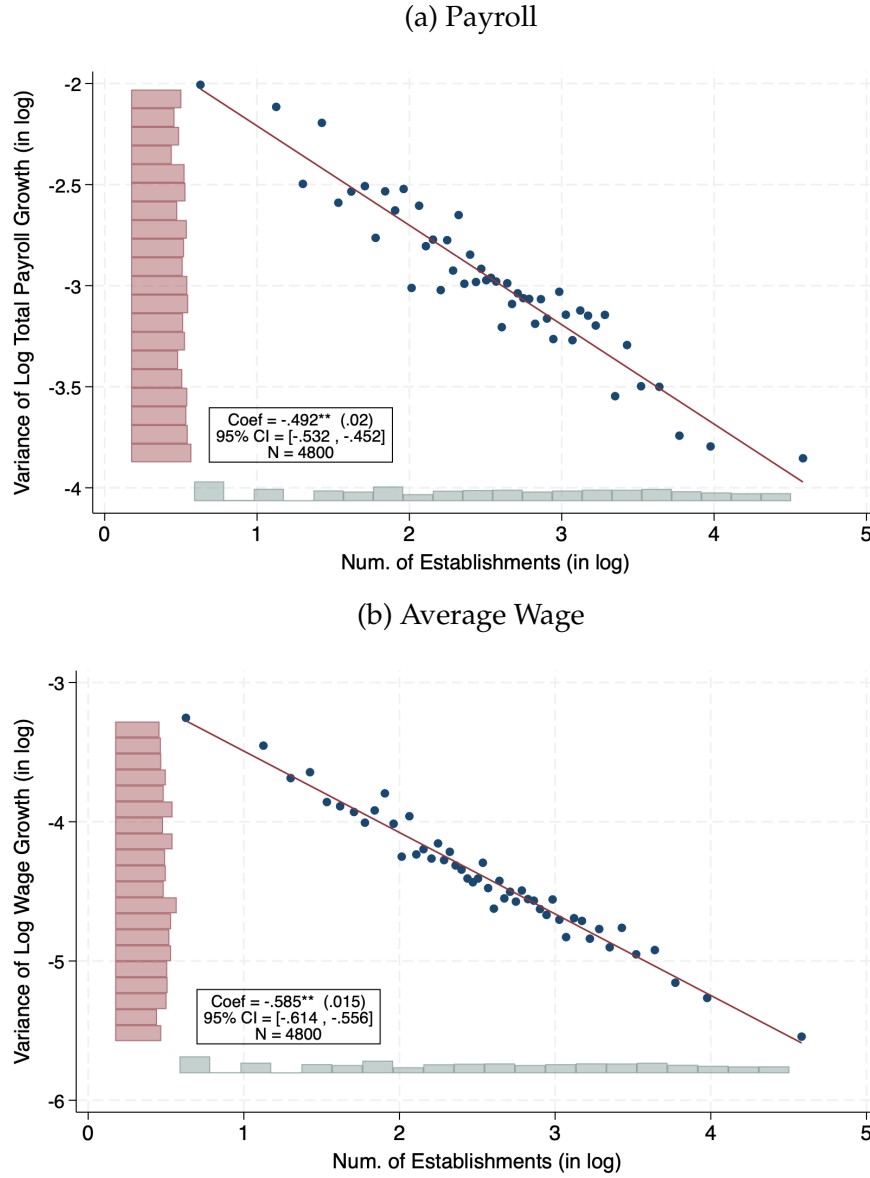 (a) Payroll
Variance of Log Total Payroll Growth (in log)
-2
-2.5
-3
-3.5
-4
Coef = -.492** (.02)
95% CI = [-.532 , -.452]
N = 4800
0 1 2 3 4 5
Num. of Establishments (in log)
(b) Average Wage
Variance of Log Wage Growth (in log)
-3
-4
-5
-6
Coef = -.585** (.015)
95% CI = [-.614 , -.556]
N = 4800
0 1 2 3 4 5
Num. of Establishments (in log)